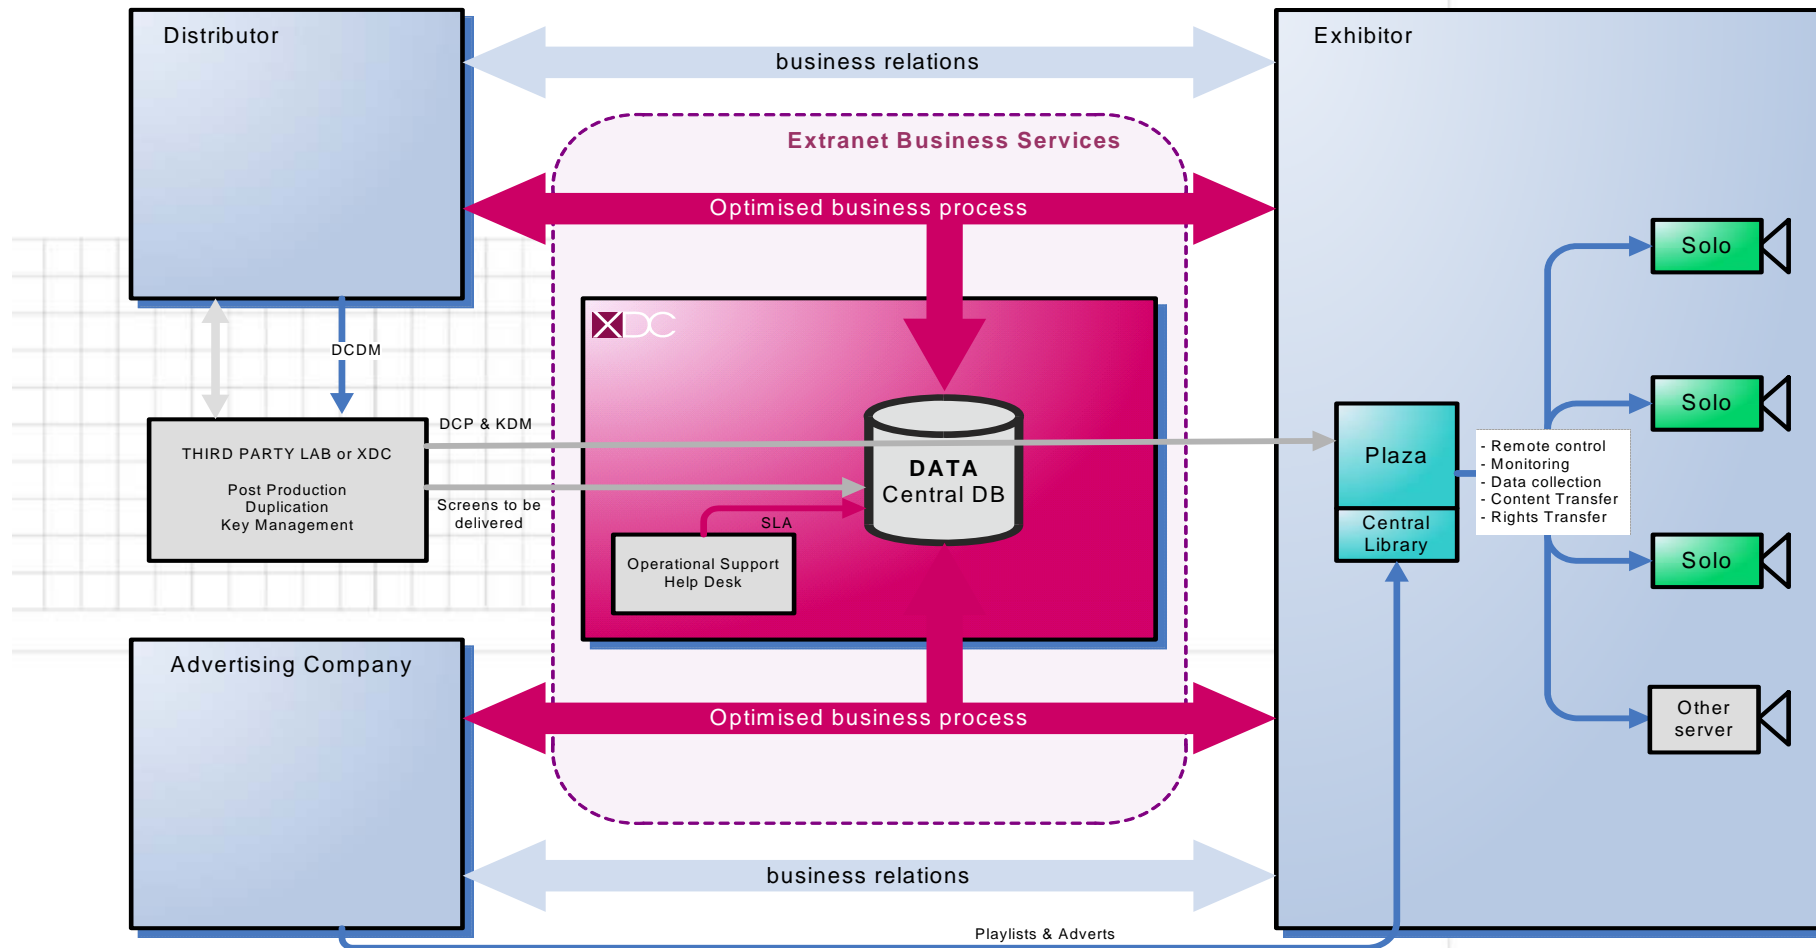 Distributor
Exhibitor
business relations
Extranet Business Services
Optimised business process
Solo
XDC
DCDM
Solo
DCP & KDM
THIRD PARTY LAB or XDC
Post Production
Duplication
Key Management
Screens to be
delivered
DATA
Central DB
SLA
Operational Support
Help Desk
Plaza
Central
Library
- Remote control
- Monitoring
- Data collection
- Content Transfer
- Rights Transfer
Solo
Advertising Company
Optimised business process
Other
server
business relations
Playlists & Adverts